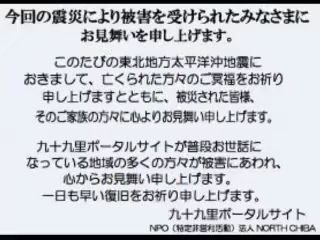 今回の震災により被害を受けられたみなさまに
お見舞いを申し上げます。
このたびの東北地方太平洋沖地震に
おきまして、亡くられた方々のご冥福をお祈り
申し上げますとともに、被災された皆様、
そのご家族の方々に心よりお見舞い申し上げます。
九十九里ポータルサイトが普段お世話に
なっている地域の多くの方々が被害にあわれ、
心からお見舞い申し上げます。
一日も早い復旧をお祈り申し上げます。
九十九里ポータルサイト
NPO（特定非営利活動）法人 NORTH CHIBA